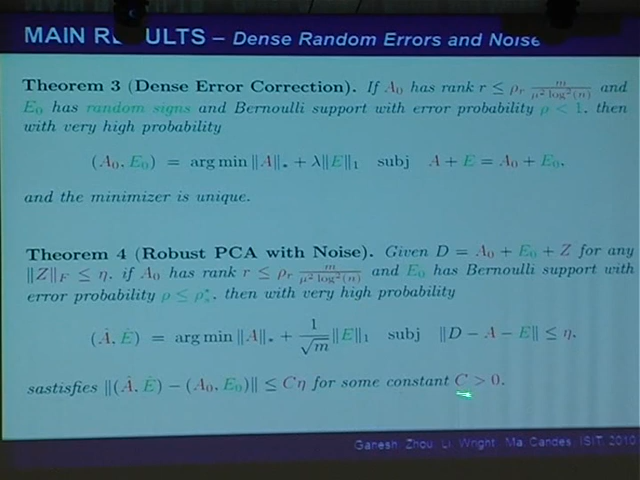 MAIN RESULTS – Dense Random Errors and Noise
Theorem 3 (Dense Error Correction). If A₀ has rank r ≤ ρᵣ m/(μ² log²(n)) and
E₀ has random signs and Bernoulli support with error probability ρ < 1, then
with very high probability
(A₀, E₀) = arg min ‖A‖₊ + λ‖E‖₁ subj A + E = A₀ + E₀,
and the minimizer is unique.
Theorem 4 (Robust PCA with Noise). Given D = A₀ + E₀ + Z for any
‖Z‖_F ≤ η, if A₀ has rank r ≤ ρᵣ m/(μ² log²(n)) and E₀ has Bernoulli support with
error probability ρ ≤ ρₛ*, then with very high probability
(Â, Ê) = arg min ‖A‖₊ + 1/√m ‖E‖₁ subj ‖D − A − E‖ ≤ η,
sastisfies ‖(Â, Ê) − (A₀, E₀)‖ ≤ Cη for some constant C > 0.
Ganesh, Zhou, Li, Wright, Ma, Candes, ISIT, 2010